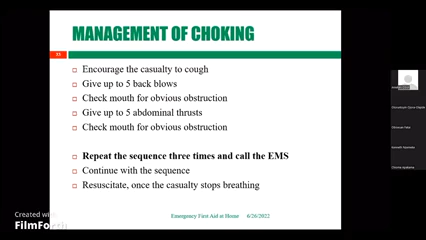 MANAGEMENT OF CHOKING
33
Encourage the casualty to cough
Give up to 5 back blows
Check mouth for obvious obstruction
Give up to 5 abdominal thrusts
Check mouth for obvious obstruction
Repeat the sequence three times and call the EMS
Continue with the sequence
Resuscitate, once the casualty stops breathing
Emergency First Aid at Home 6/26/2022
Created with
FilmFor